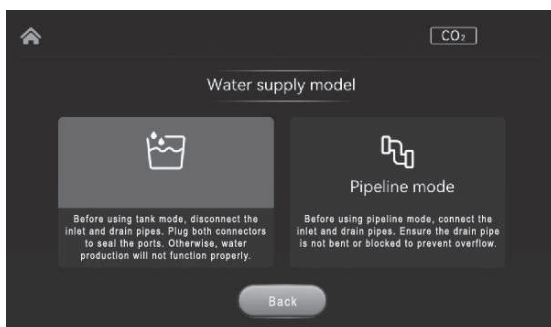 CO₂
Water supply model
Pipeline mode
Before using tank mode, disconnect the
inlet and drain pipes. Plug both connectors
to seal the ports. Otherwise, water
production will not function properly.
Before using pipeline mode, connect the
inlet and drain pipes. Ensure the drain pipe
is not bent or blocked to prevent overflow.
Back